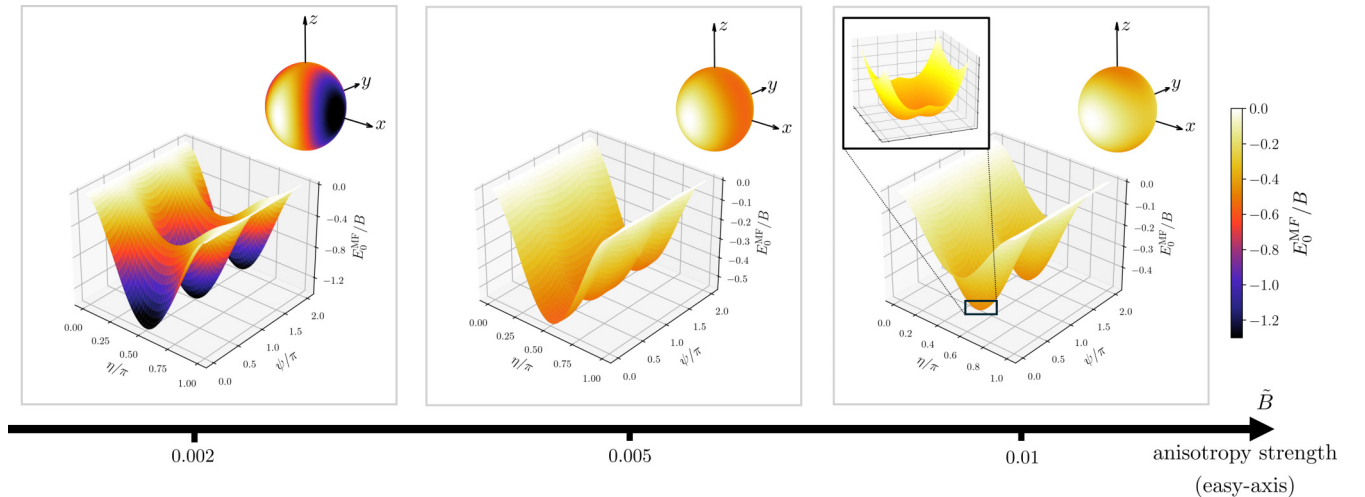 z
y
x
0.0
−0.4
−0.8
−1.2
E₀^MF/B
0.00
0.25
0.50
0.75
1.00
η/π
0.0
0.5
1.0
1.5
2.0
ψ/π
z
y
x
0.0
−0.1
−0.2
−0.3
−0.4
−0.5
E₀^MF/B
0.00
0.25
0.50
0.75
1.00
η/π
0.0
0.5
1.0
1.5
2.0
ψ/π
z
y
x
0.0
−0.1
−0.2
−0.3
−0.4
E₀^MF/B
0.0
0.2
0.4
0.6
0.8
1.0
η/π
0.0
0.5
1.0
1.5
2.0
ψ/π
0.0
−0.2
−0.4
−0.6
−0.8
−1.0
−1.2
E₀^MF/B
B̃
0.002
0.005
0.01
anisotropy strength
(easy-axis)